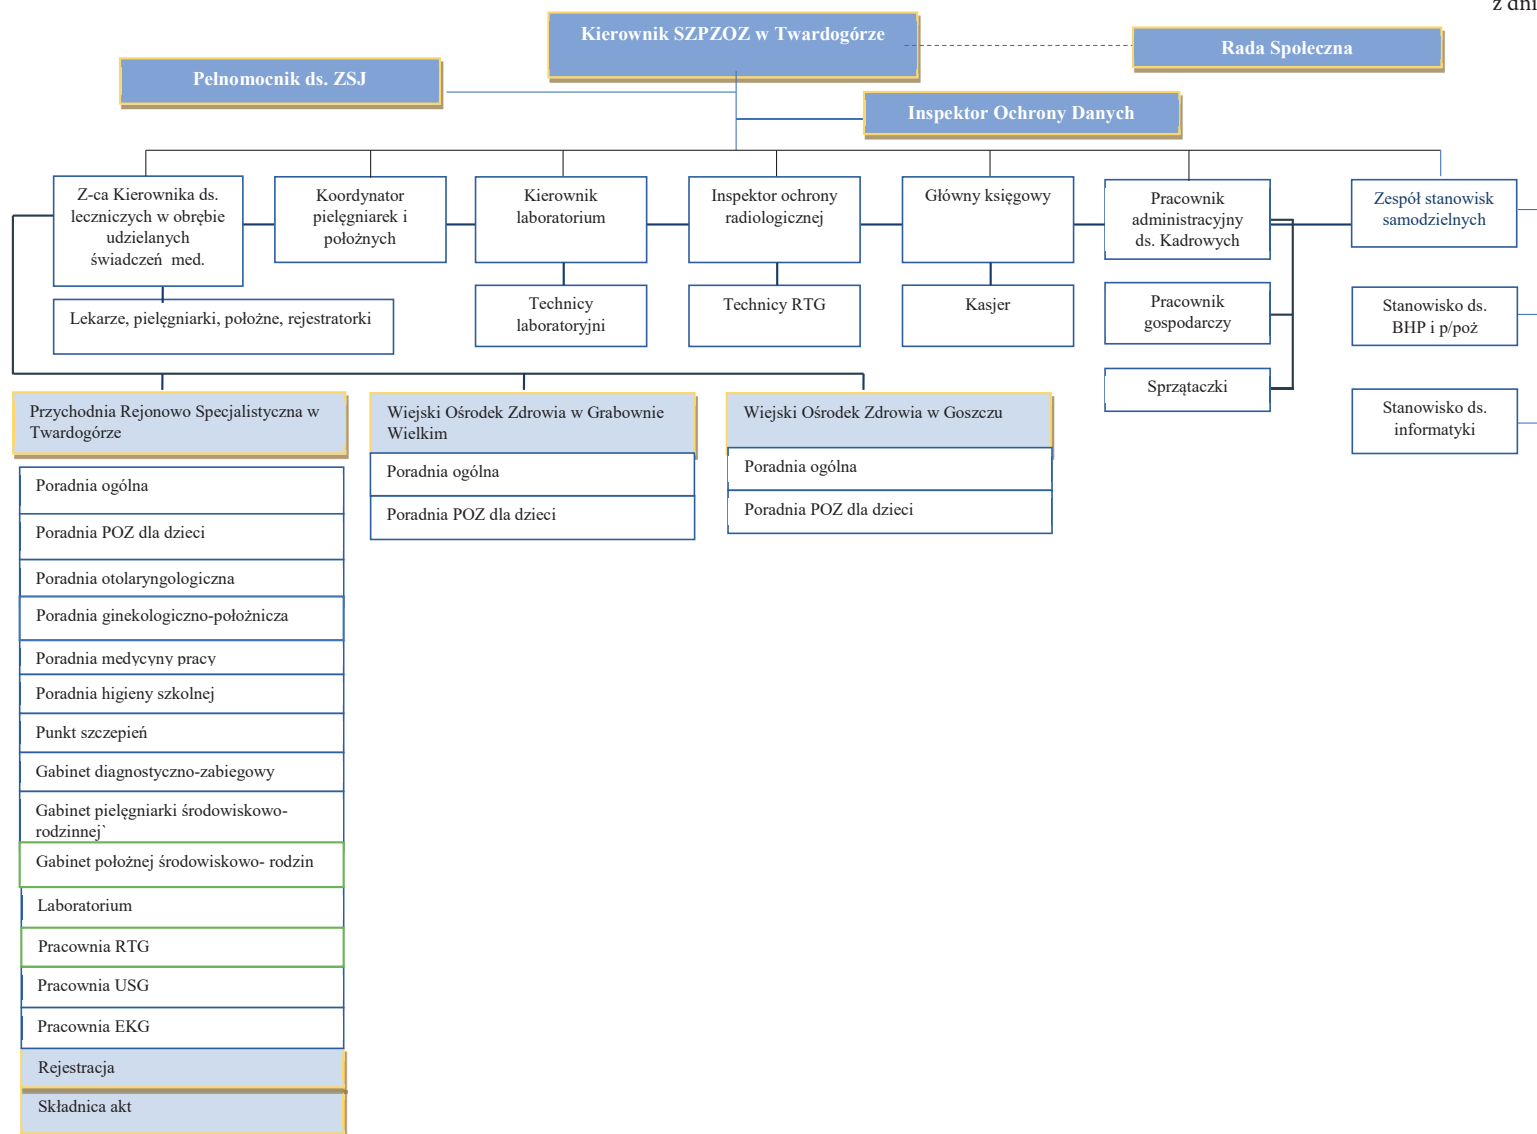 z dni
Kierownik SZPZOZ w Twardogórze
Rada Społeczna
Pełnomocnik ds. ZSJ
Inspektor Ochrony Danych
Z-ca Kierownika ds.
leczniczych w obrębie
udzielanych
świadczeń med.
Koordynator
pielęgniarek i
położnych
Kierownik
laboratorium
Inspektor ochrony
radiologicznej
Główny księgowy
Pracownik
administracyjny
ds. Kadrowych
Zespół stanowisk
samodzielnych
Lekarze, pielęgniarki, położne, rejestratorki
Technicy
laboratoryjni
Technicy RTG
Kasjer
Pracownik
gospodarczy
Stanowisko ds.
BHP i p/poż
Sprzątaczki
Stanowisko ds.
informatyki
Przychodnia Rejonowo Specjalistyczna w
Twardogórze
Wiejski Ośrodek Zdrowia w Grabownie
Wielkim
Wiejski Ośrodek Zdrowia w Goszczu
Poradnia ogólna
Poradnia POZ dla dzieci
Poradnia ogólna
Poradnia POZ dla dzieci
Poradnia ogólna
Poradnia POZ dla dzieci
Poradnia otolaryngologiczna
Poradnia ginekologiczno-położnicza
Poradnia medycyny pracy
Poradnia higieny szkolnej
Punkt szczepień
Gabinet diagnostyczno-zabiegowy
Gabinet pielęgniarki środowiskowo-
rodzinnej`
Gabinet położnej środowiskowo- rodzin
Laboratorium
Pracownia RTG
Pracownia USG
Pracownia EKG
Rejestracja
Składnica akt